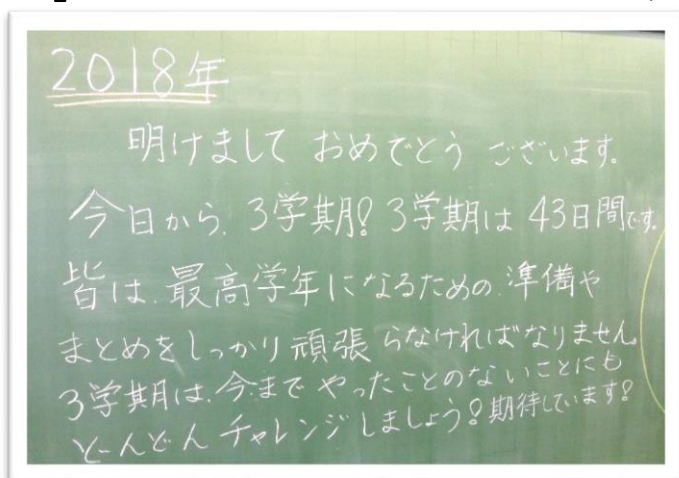 2018年
明けまして おめでとう ございます。
今日から、3学期!3学期は 43日間です。
皆は、最高学年になるための、準備や
まとめをしっかり頑張らなければなりません。
3学期は、今まで やったことのないことにも
どーんどん チャレンジしましょう!期待しています!